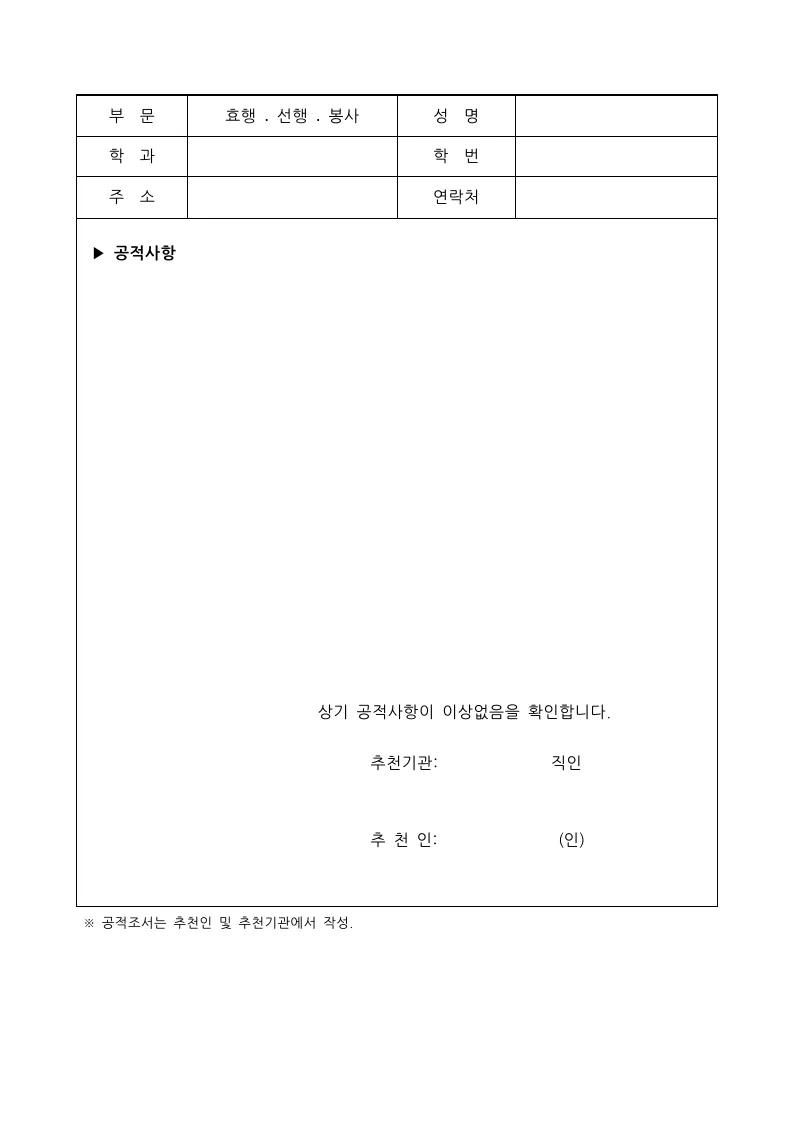 부 문 효행 . 선행 . 봉사 성 명
학 과 학 번
주 소 연락처
▶ 공적사항
상기 공적사항이 이상없음을 확인합니다.
추천기관: 직인
추 천 인: (인)
※ 공적조서는 추천인 및 추천기관에서 작성.